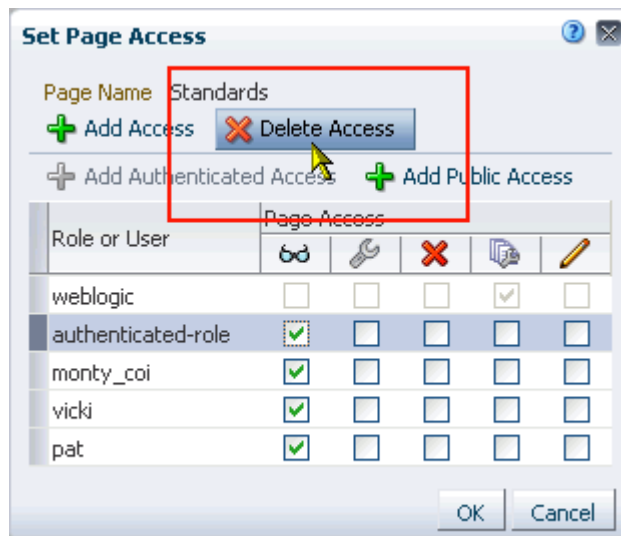 Set Page Access
Page Name Standards
Add Access Delete Access
Add Authenticated Access Add Public Access
Role or User Page Access
weblogic
authenticated-role
monty_coi
vicki
pat
OK Cancel